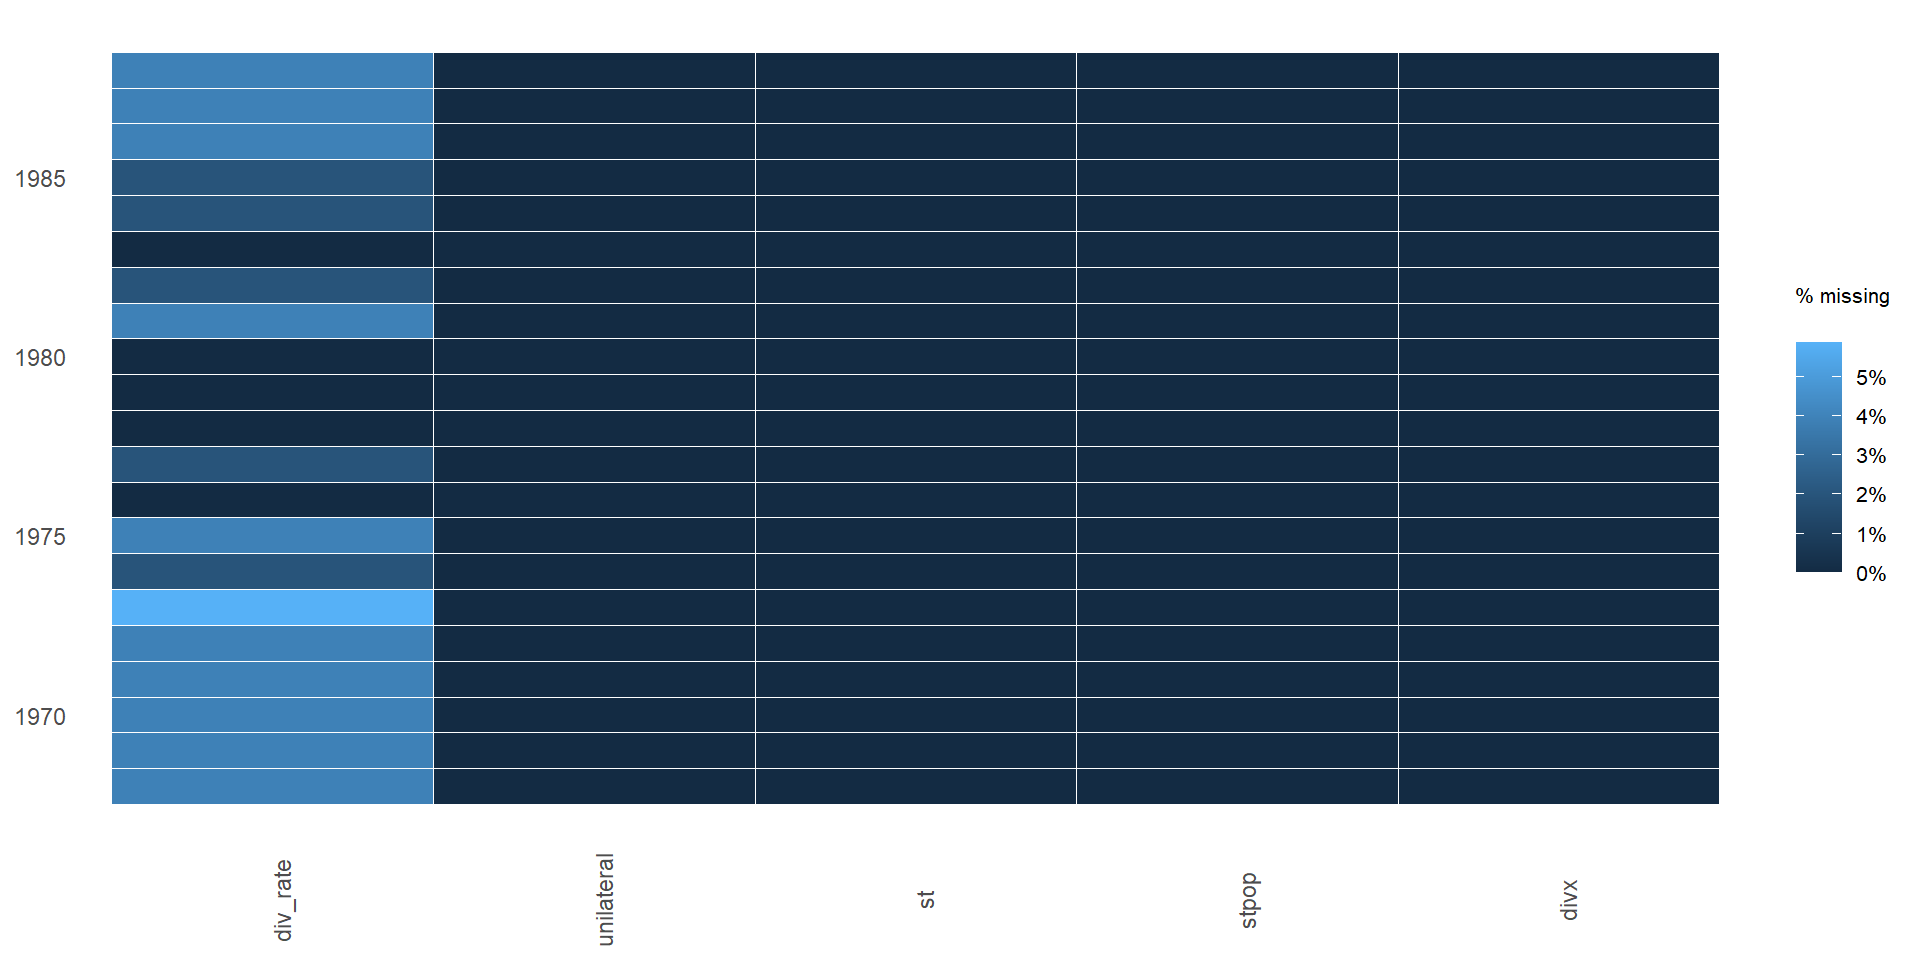 1985
1980
1975
1970
div_rate
unilateral
st
stpop
divx
% missing
5%
4%
3%
2%
1%
0%